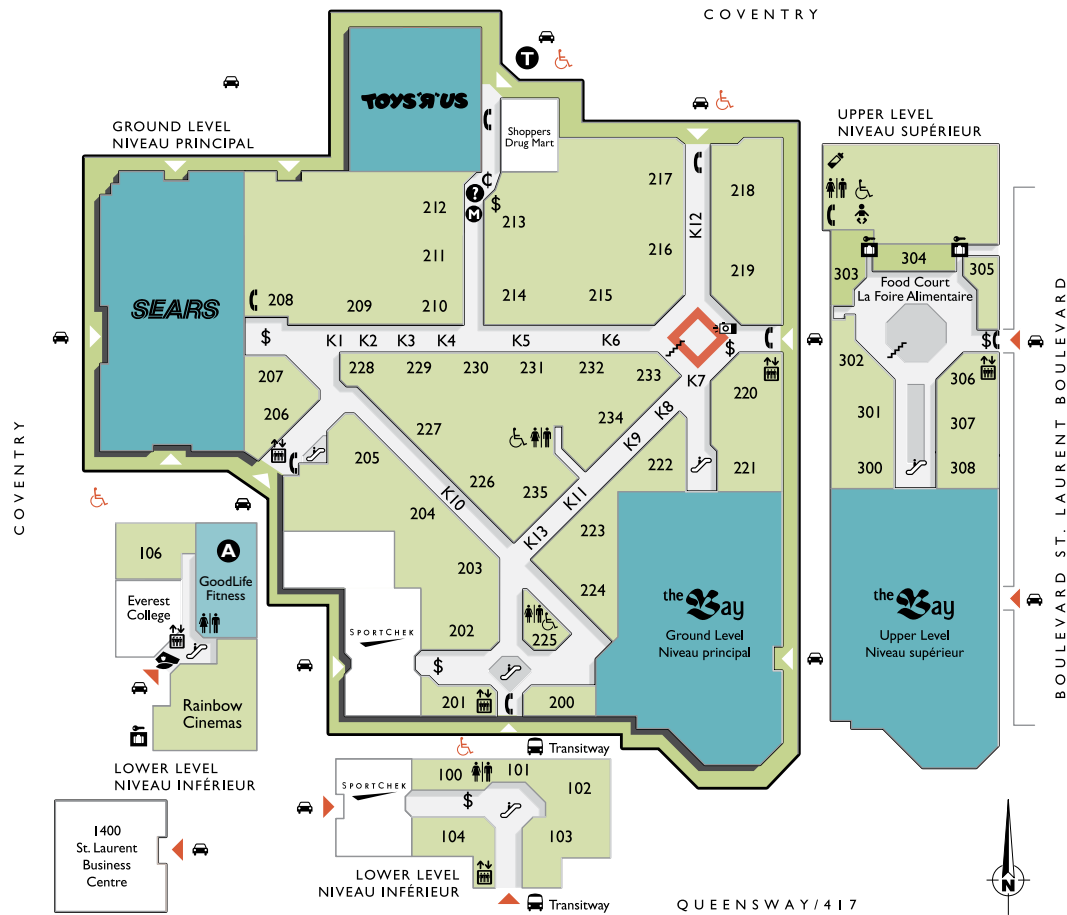 COVENTRY
T
TOYS"R"US
GROUND LEVEL
NIVEAU PRINCIPAL
Shoppers
Drug Mart
UPPER LEVEL
NIVEAU SUPÉRIEUR
217
218
212
?
¢
$
M
213
K12
211
216
219
303
304
305
Food Court
La Foire Alimentaire
SEARS
208
209
210
214
215
$
K1
K2
K3
K4
K5
K6
$
$
302
207
228
229
230
231
232
233
K7
220
306
206
227
234
K8
301
307
205
226
K9
222
221
300
308
COVENTRY
BOULEVARD ST. LAURENT BOULEVARD
204
K10
235
K11
223
K13
106
A
GoodLife
Fitness
Everest
College
203
224
SPORTCHEK
202
225
the Bay
Ground Level
Niveau principal
the Bay
Upper Level
Niveau supérieur
$
201
200
Rainbow
Cinemas
Transitway
LOWER LEVEL
NIVEAU INFÉRIEUR
SPORTCHEK
100
101
102
$
104
103
1400
St. Laurent
Business
Centre
LOWER LEVEL
NIVEAU INFÉRIEUR
Transitway
QUEENSWAY/417
N